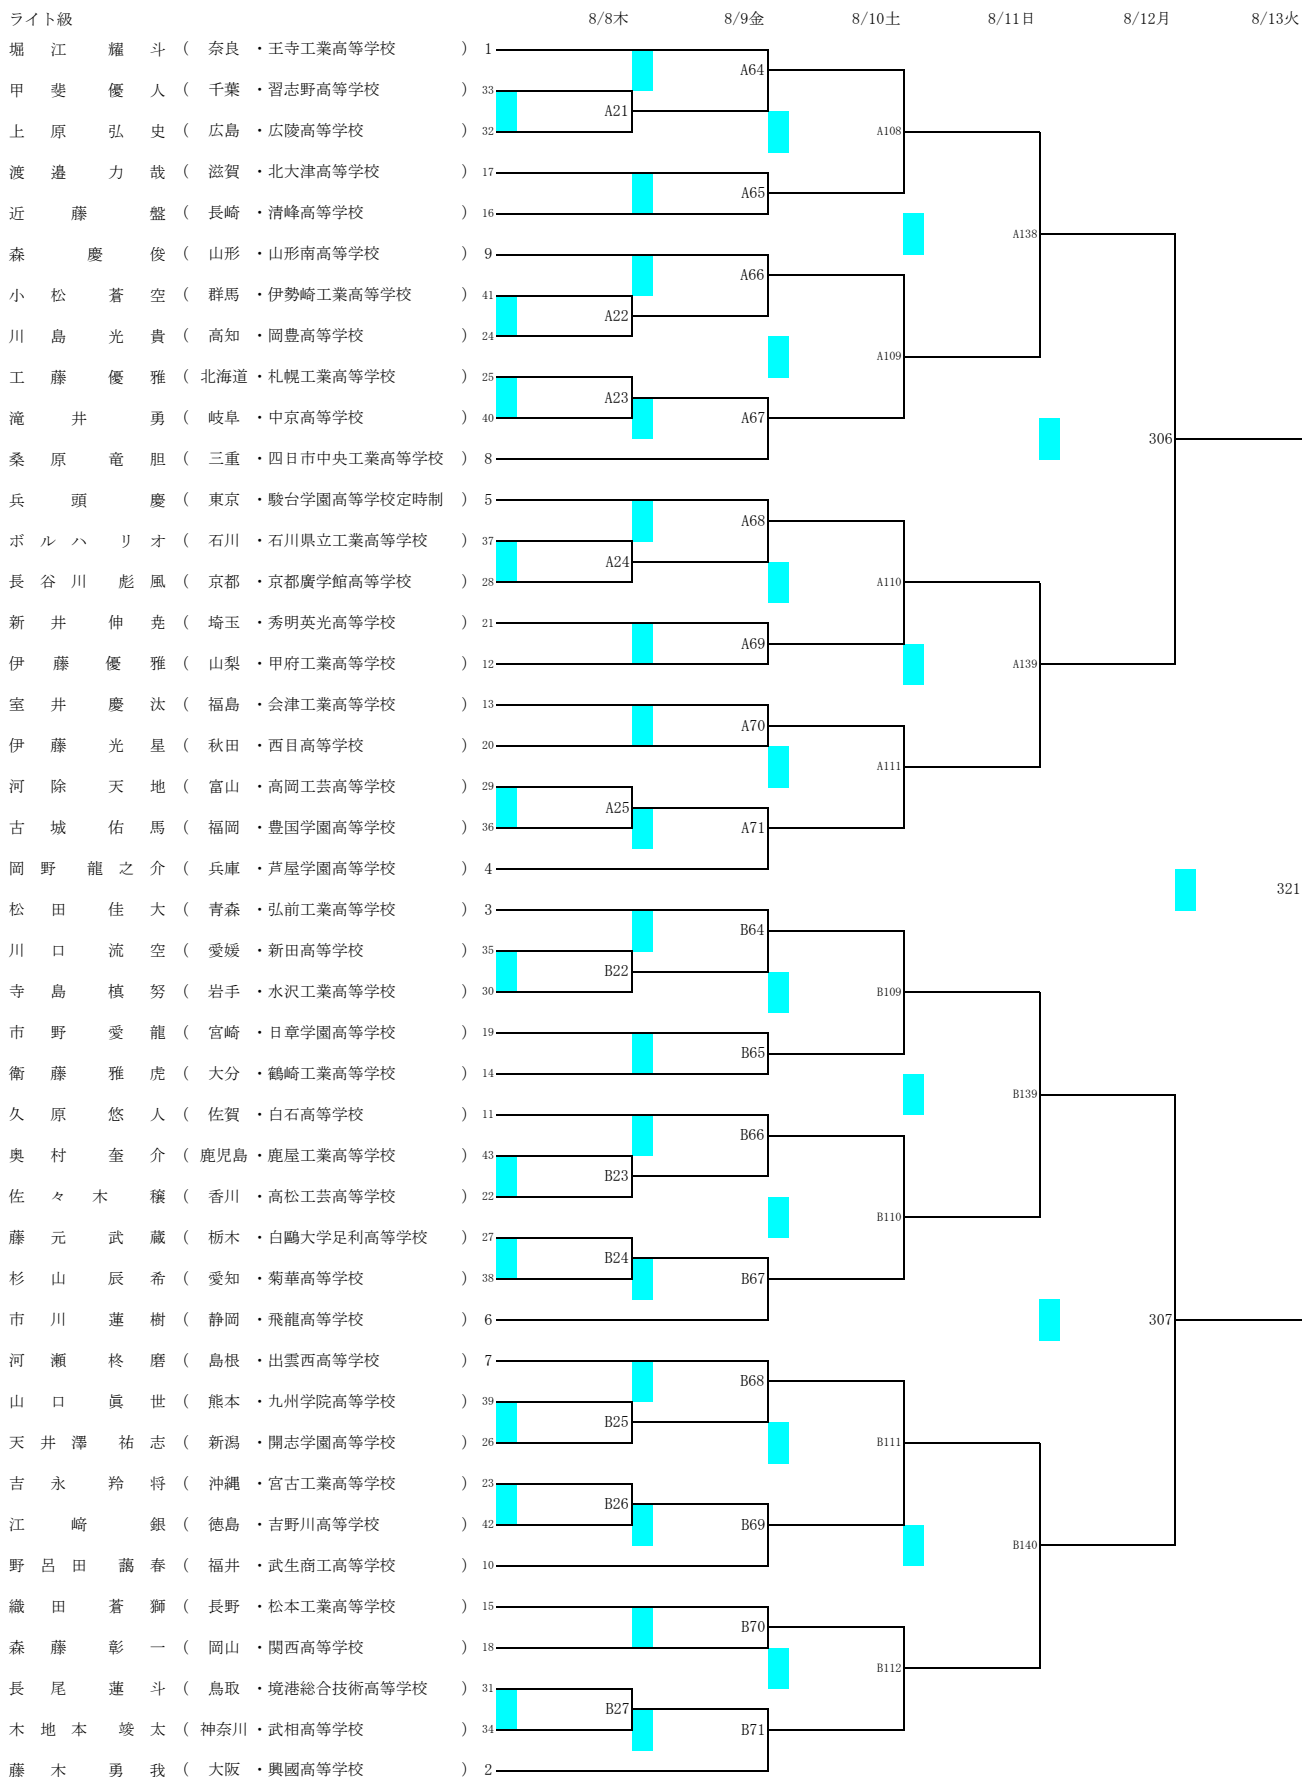 ライト級 8/8木 8/9金 8/10土 8/11日 8/12月 8/13火
堀江耀斗 ( 奈良 ・王寺工業高等学校 ) 1
A64
甲斐優人 ( 千葉 ・習志野高等学校 ) 33
A21
上原弘史 ( 広島 ・広陵高等学校 ) 32 A108
渡邉力哉 ( 滋賀 ・北大津高等学校 ) 17
A65
近藤盤 ( 長崎 ・清峰高等学校 ) 16
A138
森慶俊 ( 山形 ・山形南高等学校 ) 9
A66
小松蒼空 ( 群馬 ・伊勢崎工業高等学校 ) 41
A22
川島光貴 ( 高知 ・岡豊高等学校 ) 24
A109
工藤優雅 ( 北海道 ・札幌工業高等学校 ) 25
A23
滝井勇 ( 岐阜 ・中京高等学校 ) 40 A67
306
桑原竜胆 ( 三重 ・四日市中央工業高等学校 ) 8
兵頭慶 ( 東京 ・駿台学園高等学校定時制 ) 5
A68
ボルハリオ ( 石川 ・石川県立工業高等学校 ) 37
A24
長谷川彪風 ( 京都 ・京都廣学館高等学校 ) 28 A110
新井伸尭 ( 埼玉 ・秀明英光高等学校 ) 21
A69
伊藤優雅 ( 山梨 ・甲府工業高等学校 ) 12 A139
室井慶汰 ( 福島 ・会津工業高等学校 ) 13
A70
伊藤光星 ( 秋田 ・西目高等学校 ) 20
A111
河除天地 ( 富山 ・高岡工芸高等学校 ) 29
A25
古城佑馬 ( 福岡 ・豊国学園高等学校 ) 36 A71
岡野龍之介 ( 兵庫 ・芦屋学園高等学校 ) 4
321
松田佳大 ( 青森 ・弘前工業高等学校 ) 3
B64
川口流空 ( 愛媛 ・新田高等学校 ) 35
B22
寺島槙努 ( 岩手 ・水沢工業高等学校 ) 30 B109
市野愛龍 ( 宮崎 ・日章学園高等学校 ) 19
B65
衛藤雅虎 ( 大分 ・鶴崎工業高等学校 ) 14
B139
久原悠人 ( 佐賀 ・白石高等学校 ) 11
B66
奥村奎介 ( 鹿児島 ・鹿屋工業高等学校 ) 43
B23
佐々木穣 ( 香川 ・高松工芸高等学校 ) 22
B110
藤元武蔵 ( 栃木 ・白鷗大学足利高等学校 ) 27
B24
杉山辰希 ( 愛知 ・菊華高等学校 ) 38 B67
市川蓮樹 ( 静岡 ・飛龍高等学校 ) 6 307
河瀬柊磨 ( 島根 ・出雲西高等学校 ) 7
B68
山口眞世 ( 熊本 ・九州学院高等学校 ) 39
B25
天井澤祐志 ( 新潟 ・開志学園高等学校 ) 26 B111
吉永羚将 ( 沖縄 ・宮古工業高等学校 ) 23
B26
江﨑銀 ( 徳島 ・吉野川高等学校 ) 42 B69
B140
野呂田藹春 ( 福井 ・武生商工高等学校 ) 10
織田蒼獅 ( 長野 ・松本工業高等学校 ) 15
B70
森藤彰一 ( 岡山 ・関西高等学校 ) 18
B112
長尾蓮斗 ( 鳥取 ・境港総合技術高等学校 ) 31
B27
木地本竣太 ( 神奈川 ・武相高等学校 ) 34 B71
藤木勇我 ( 大阪 ・興國高等学校 ) 2